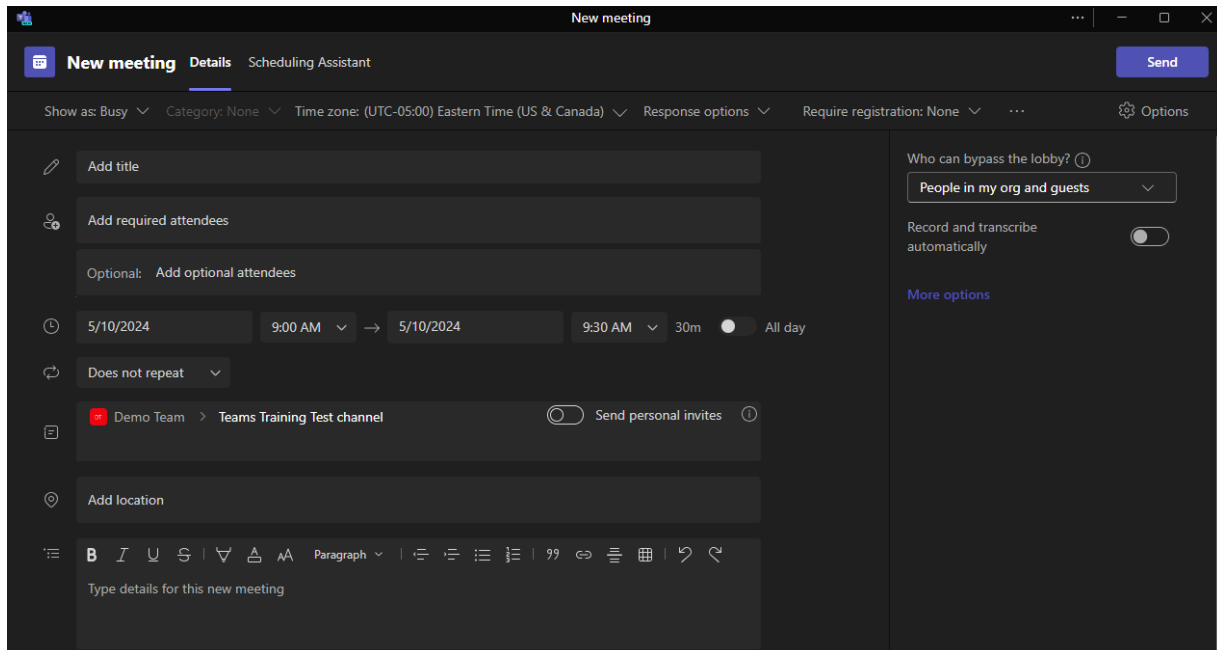 New meeting
New meeting Details Scheduling Assistant Send
Show as: Busy Category: None Time zone: (UTC-05:00) Eastern Time (US & Canada) Response options Require registration: None ... Options
Add title
Add required attendees
Optional: Add optional attendees
5/10/2024 9:00 AM → 5/10/2024 9:30 AM 30m All day
Does not repeat
DT Demo Team > Teams Training Test channel Send personal invites
Add location
B I U S A AA Paragraph
Type details for this new meeting
Who can bypass the lobby?
People in my org and guests
Record and transcribe
automatically
More options